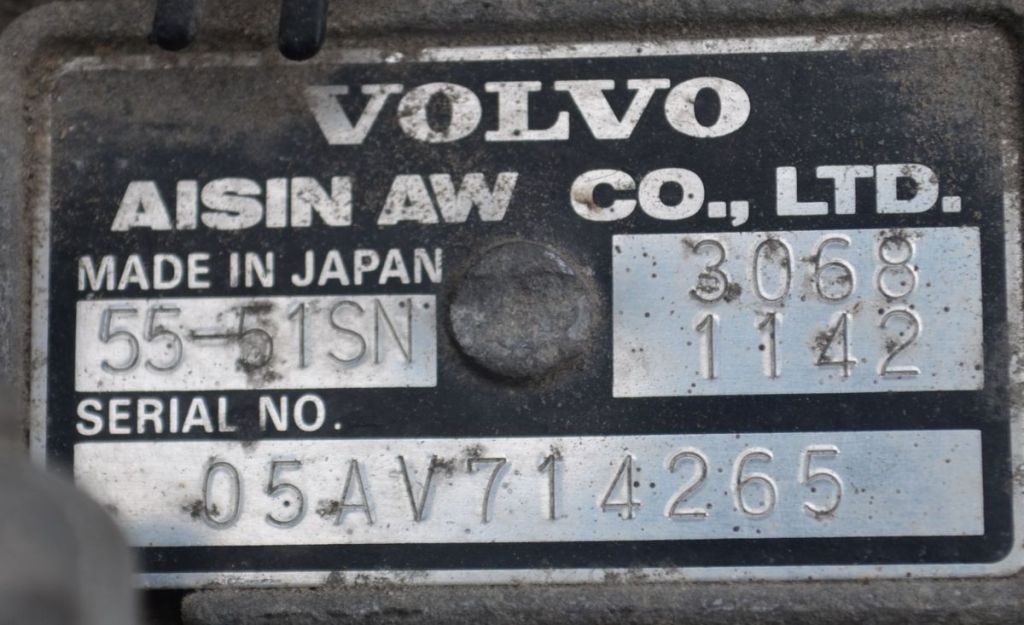 VOLVO
AISIN AW CO., LTD.
MADE IN JAPAN
55-51SN
3068
1142
SERIAL NO.
05AV714265